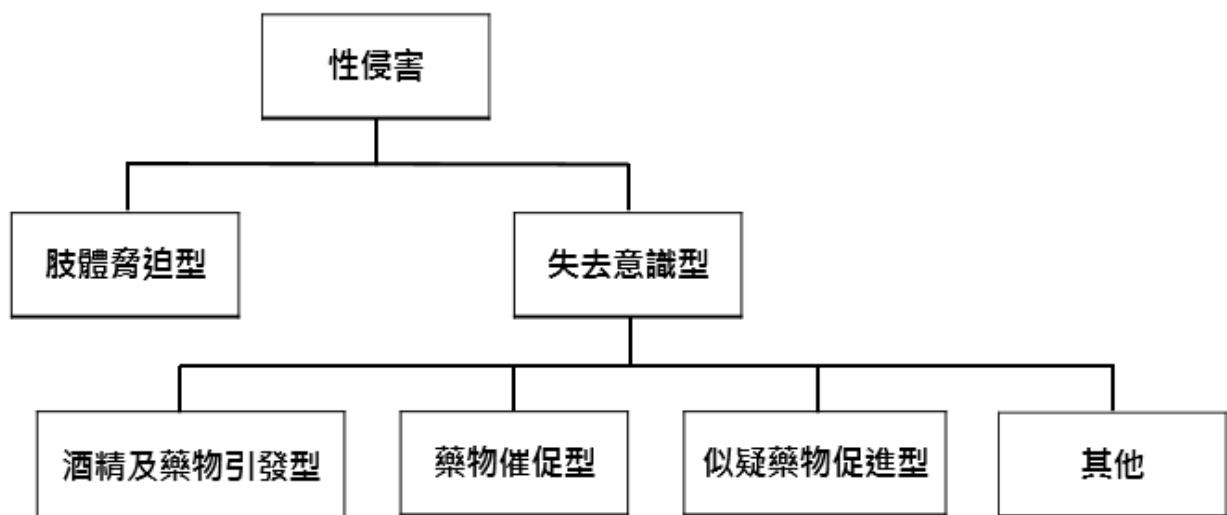 性侵害
肢體脅迫型
失去意識型
酒精及藥物引發型
藥物催促型
似疑藥物促進型
其他